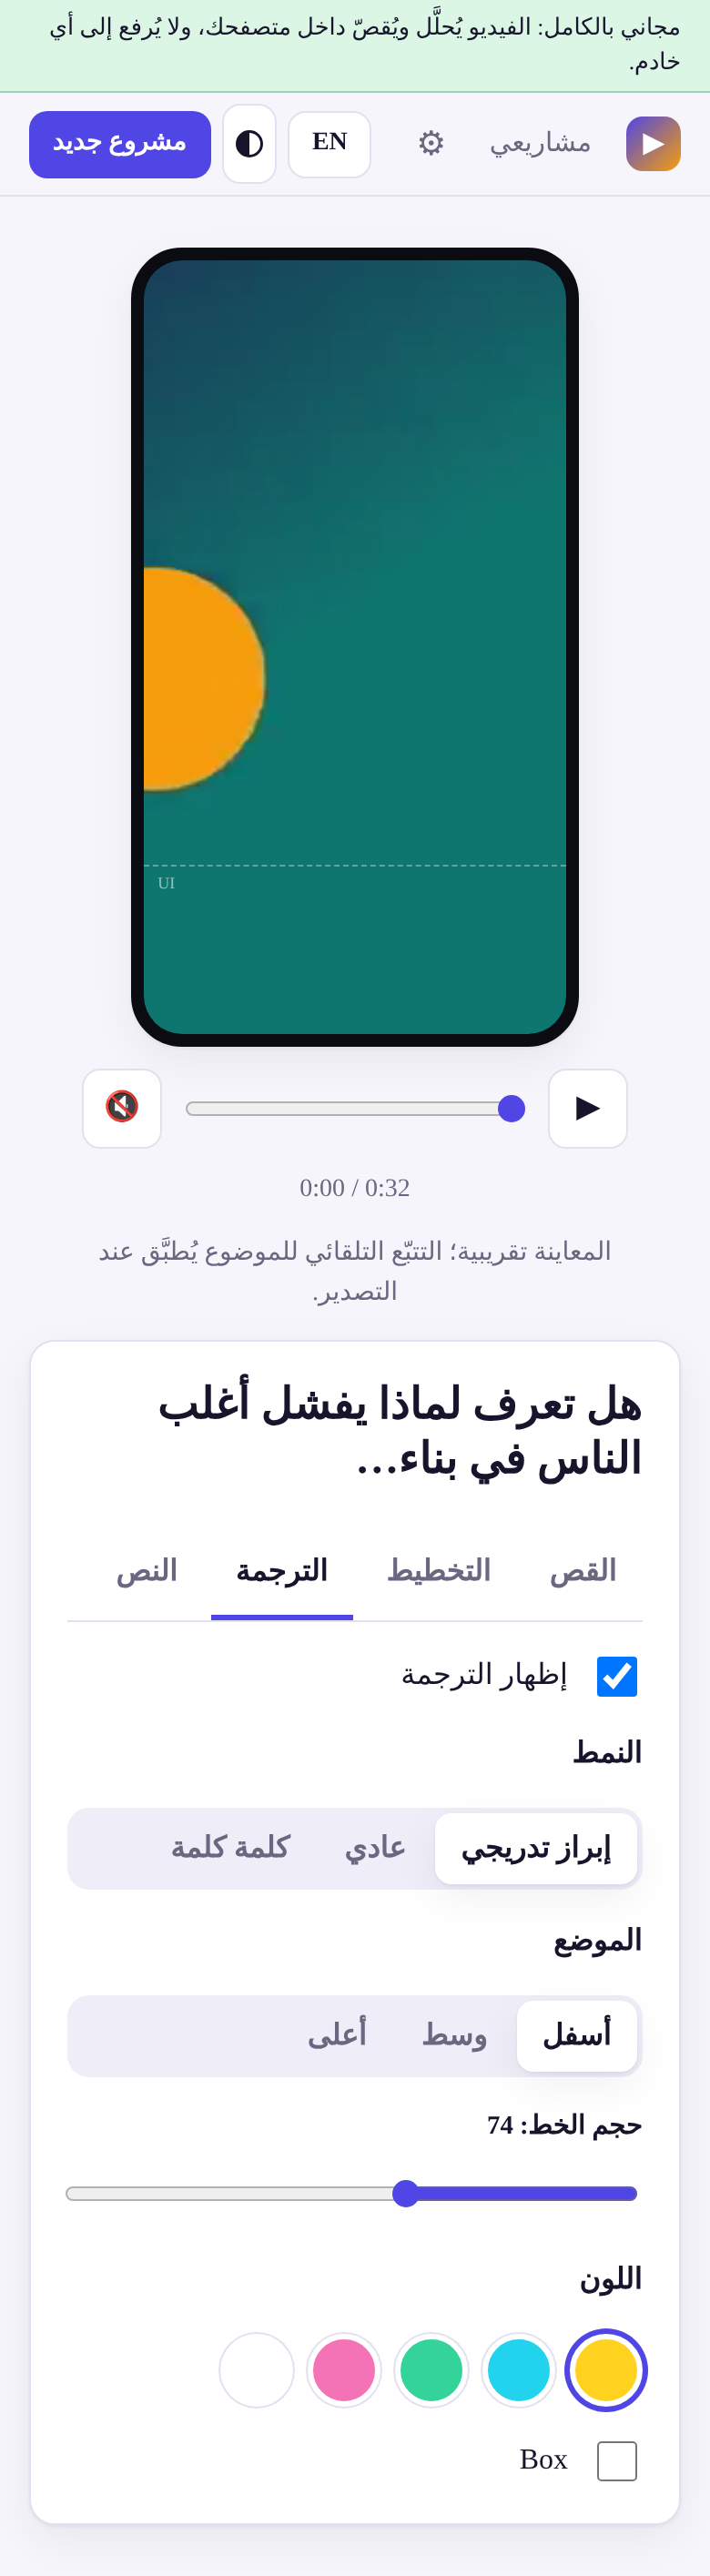 مجاني بالكامل: الفيديو يُحلَّل ويُقصّ داخل متصفحك، ولا يُرفع إلى أي
خادم.
مشاريعي
EN
مشروع جديد
UI
0:00 / 0:32
المعاينة تقريبية؛ التتبّع التلقائي للموضوع يُطبَّق عند
التصدير.
هل تعرف لماذا يفشل أغلب
الناس في بناء…
القص التخطيط الترجمة النص
إظهار الترجمة
النمط
إبراز تدريجي عادي كلمة كلمة
الموضع
أسفل وسط أعلى
حجم الخط: 74
اللون
Box